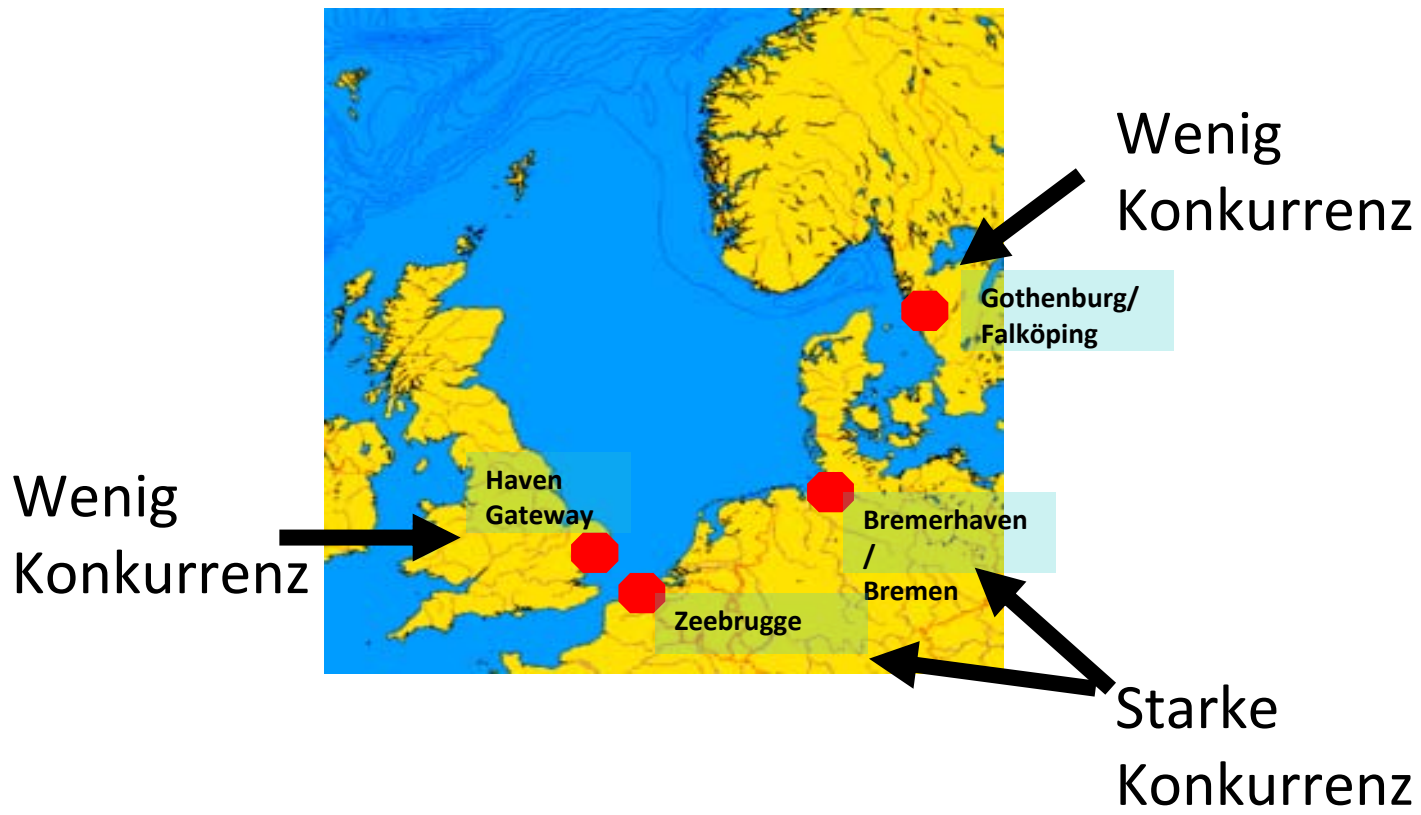 Wenig
Konkurrenz
Gothenburg/
Falköping
Wenig
Konkurrenz
Haven
Gateway
Bremerhaven
/
Bremen
Zeebrugge
Starke
Konkurrenz